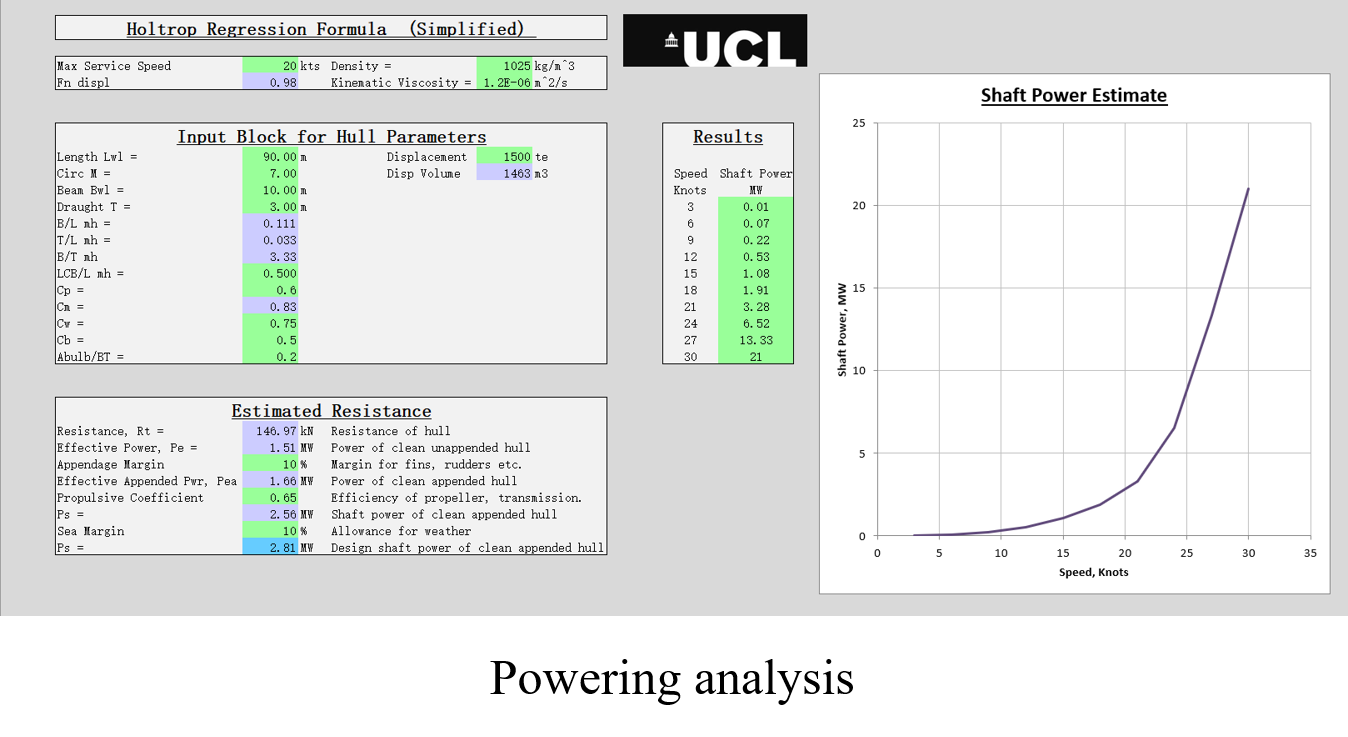 Holtrop Regression Formula (Simplified)
UCL
Max Service Speed 20 kts Density = 1025 kg/m^3
Fn displ 0.98 Kinematic Viscosity = 1.2E-06 m^2/s
Input Block for Hull Parameters
Length Lwl = 90.00 m Displacement 1500 te
Circ M = 7.00 Disp Volume 1463 m3
Beam Bwl = 10.00 m
Draught T = 3.00 m
B/L mh = 0.111
T/L mh = 0.033
B/T mh 3.33
LCB/L mh = 0.500
Cp = 0.6
Cm = 0.83
Cw = 0.75
Cb = 0.5
Abulb/BT = 0.2
Results
Speed Shaft Power
Knots MW
3 0.01
6 0.07
9 0.22
12 0.53
15 1.08
18 1.91
21 3.28
24 6.52
27 13.33
30 21
Estimated Resistance
Resistance, Rt = 146.97 kN Resistance of hull
Effective Power, Pe = 1.51 MW Power of clean unappended hull
Appendage Margin 10 % Margin for fins, rudders etc.
Effective Appended Pwr, Pea 1.66 MW Power of clean appended hull
Propulsive Coefficient 0.65 Efficiency of propeller, transmission.
Ps = 2.56 MW Shaft power of clean appended hull
Sea Margin 10 % Allowance for weather
Ps = 2.81 MW Design shaft power of clean appended hull
Shaft Power Estimate
25
20
15
10
5
0
Shaft Power, MW
0 5 10 15 20 25 30 35
Speed, Knots
Powering analysis